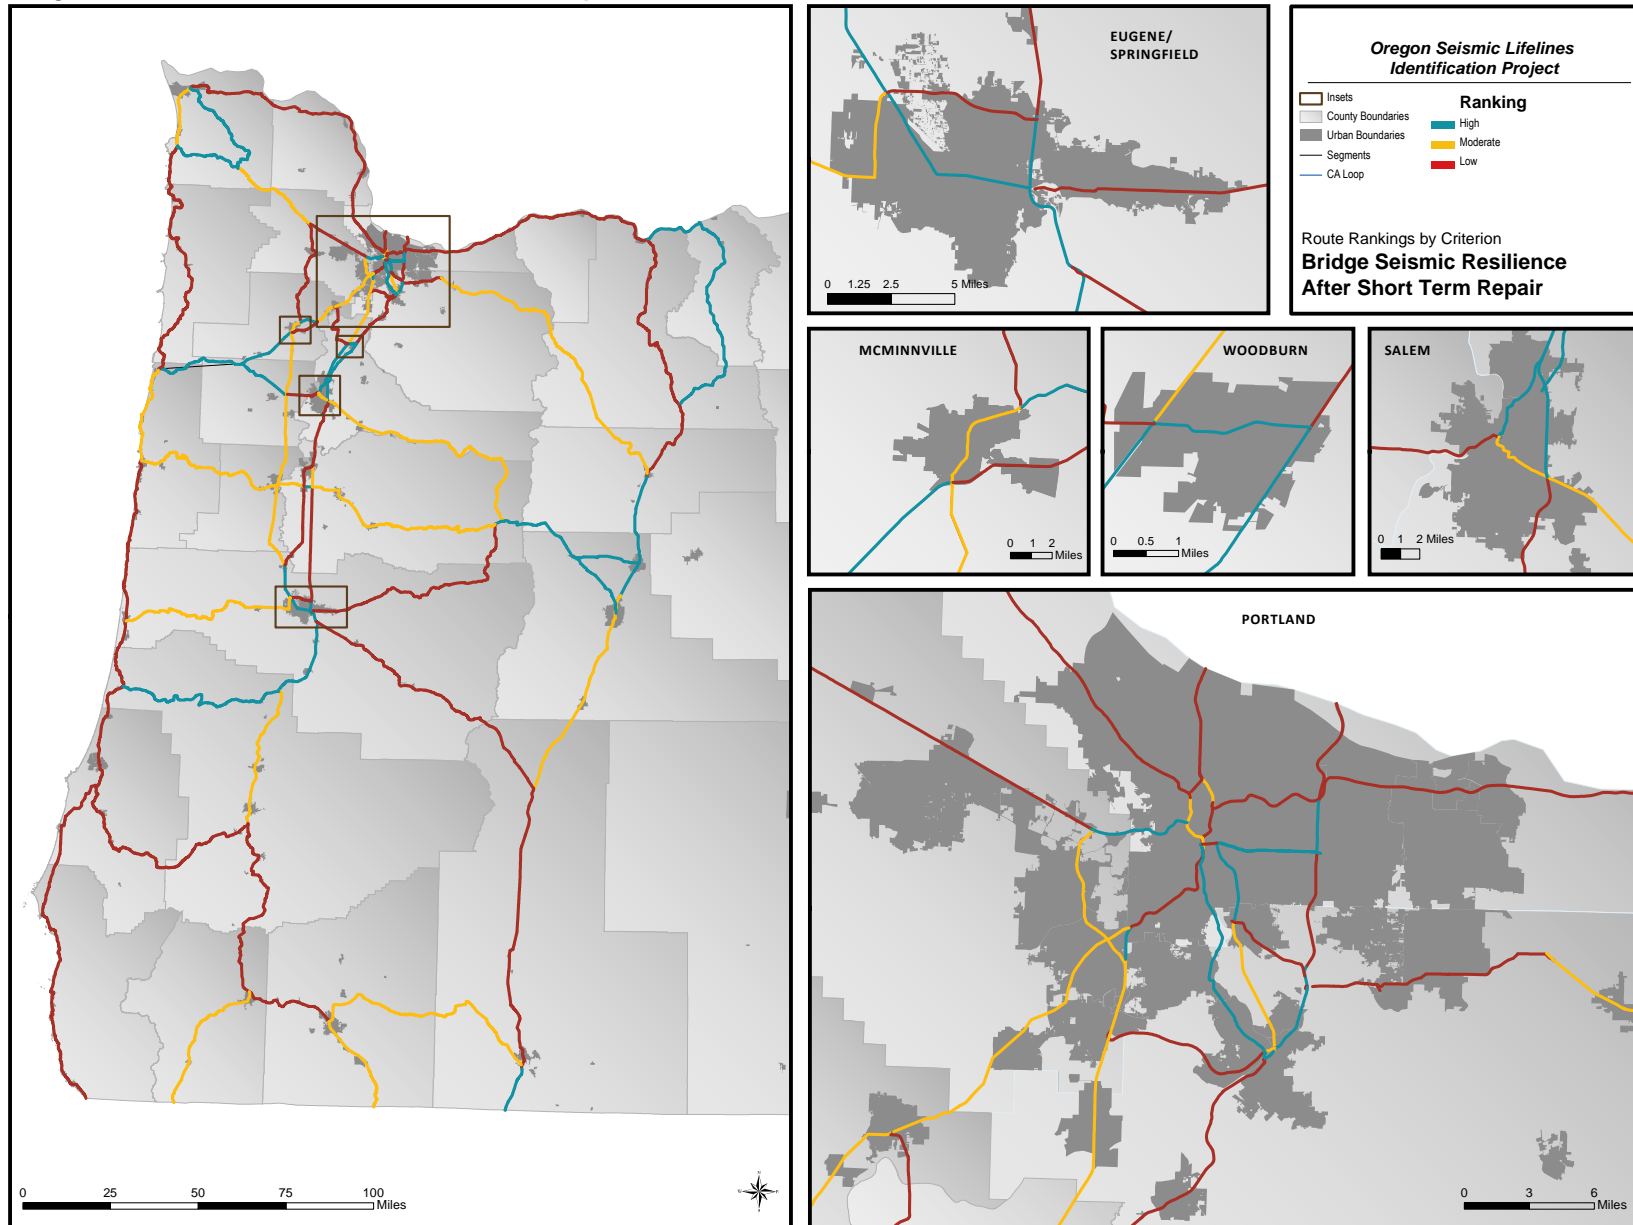 EUGENE/
SPRINGFIELD
0 1.25 2.5 5 Miles
Oregon Seismic Lifelines
Identification Project
Insets
County Boundaries
Urban Boundaries
Segments
CA Loop
Ranking
High
Moderate
Low
Route Rankings by Criterion
Bridge Seismic Resilience
After Short Term Repair
MCMINNVILLE
0 1 2
Miles
WOODBURN
0 0.5 1
Miles
SALEM
0 1 2 Miles
PORTLAND
0 3 6
Miles
0 25 50 75 100
Miles